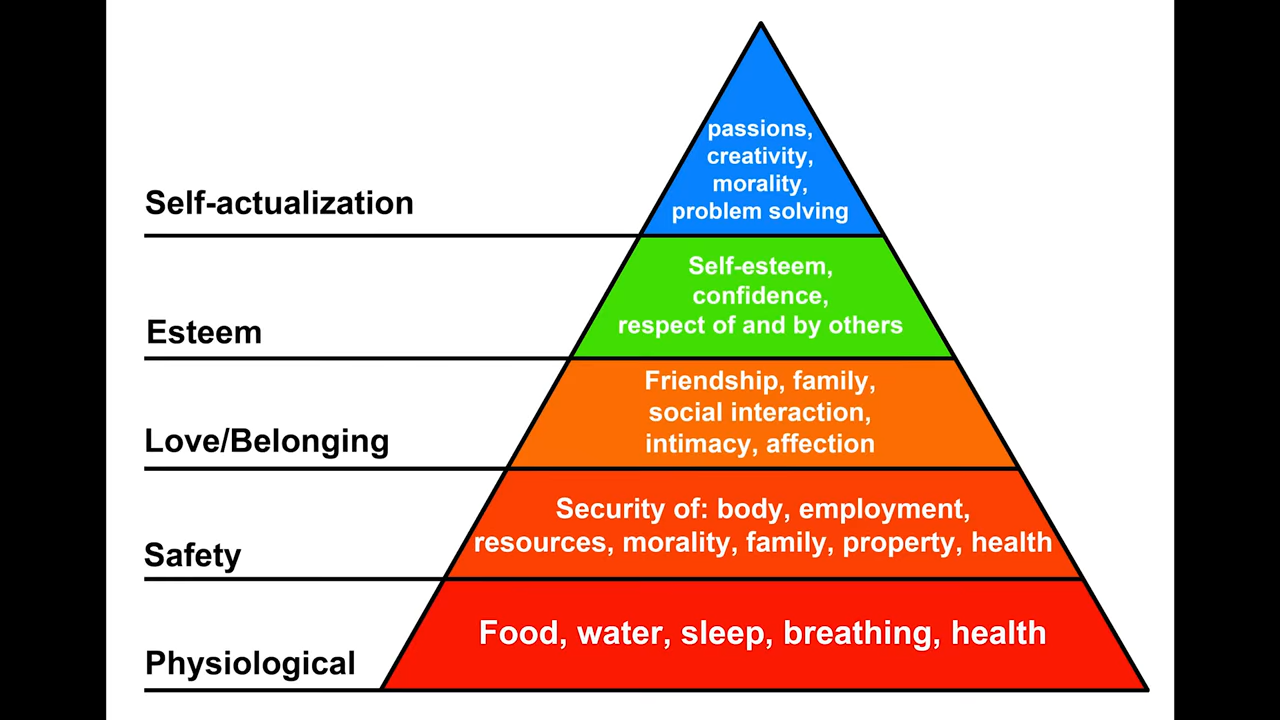 passions,
creativity,
morality,
problem solving
Self-actualization
Self-esteem,
confidence,
respect of and by others
Esteem
Friendship, family,
social interaction,
intimacy, affection
Love/Belonging
Security of: body, employment,
resources, morality, family, property, health
Safety
Food, water, sleep, breathing, health
Physiological